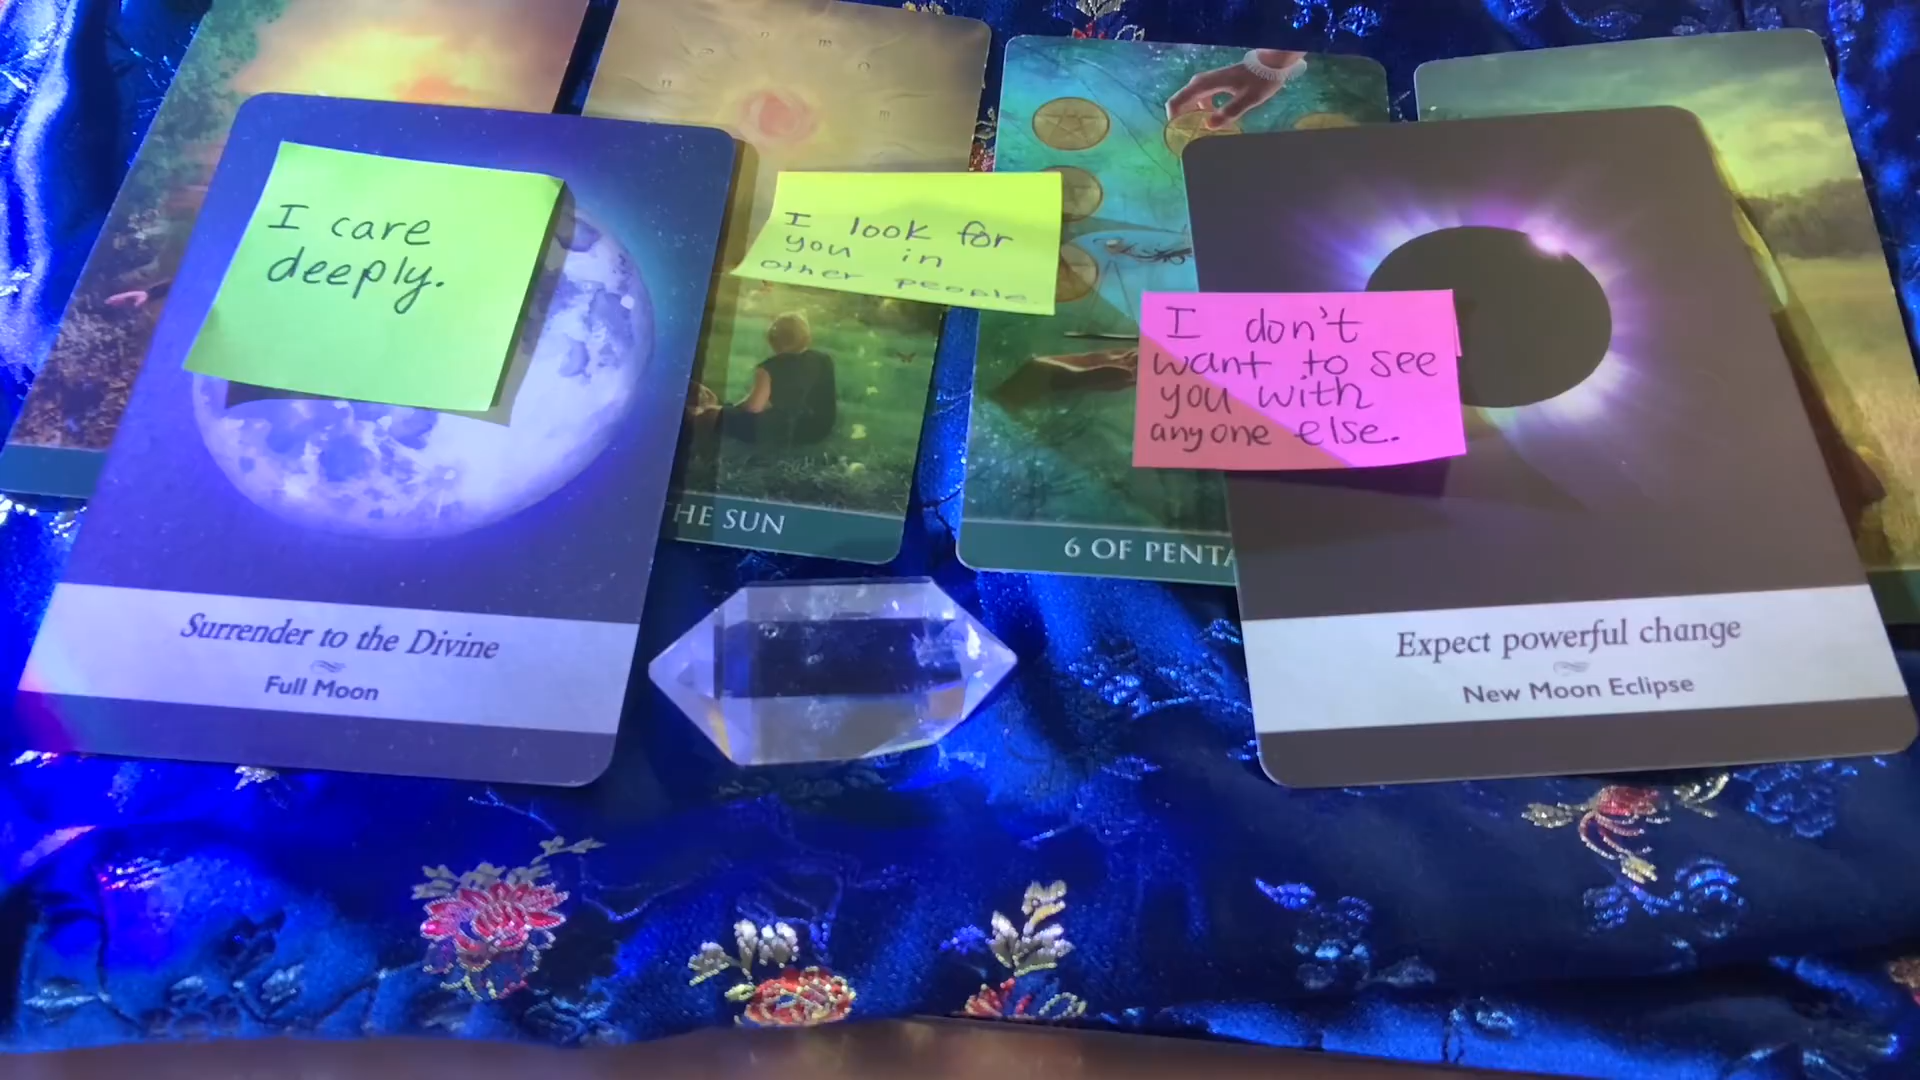 I care
deeply.
I look for
you in
other people
I don't
want to see
you with
anyone else.
HE SUN
6 OF PENTA
Surrender to the Divine
Full Moon
Expect powerful change
New Moon Eclipse